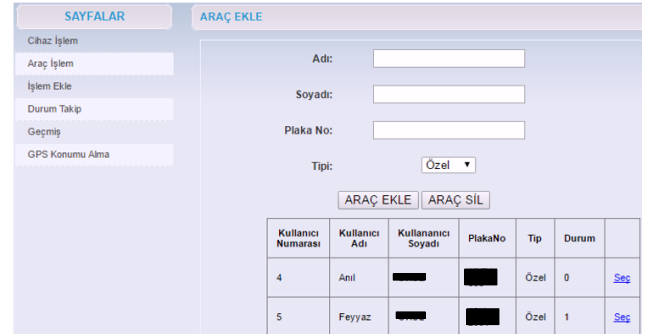 SAYFALAR
Cihaz İşlem
Araç İşlem
İşlem Ekle
Durum Takip
Geçmiş
GPS Konumu Alma
ARAÇ EKLE
Adı:
Soyadı:
Plaka No:
Tipi: Özel
ARAÇ EKLE ARAÇ SİL
Kullanıcı Numarası Kullanıcı Adı Kullananıcı Soyadı PlakaNo Tip Durum
4 Anıl Özel 0 Seç
5 Feyyaz Özel 1 Seç